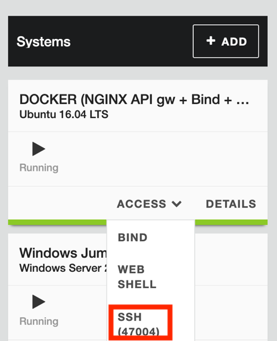 Systems
+ ADD
DOCKER (NGINX API gw + Bind + ...
Ubuntu 16.04 LTS
Running
ACCESS
DETAILS
BIND
WEB
SHELL
SSH
(47004)
Windows Jum
Windows Server 2
Running